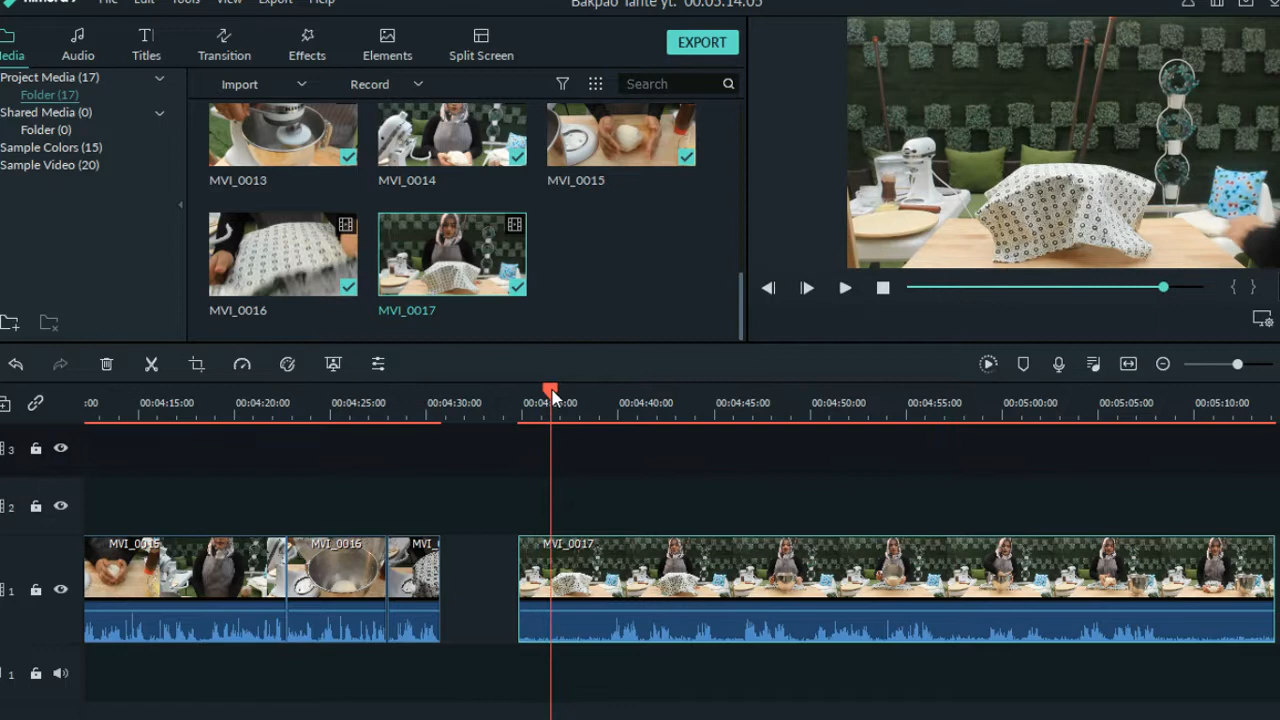 File Edit Tools View Export Help
Bakpao Tante yt. 00:05:14:05
Media
Audio
Titles
Transition
Effects
Elements
Split Screen
EXPORT
Project Media (17)
Folder (17)
Shared Media (0)
Folder (0)
Sample Colors (15)
Sample Video (20)
Import
Record
Search
MVI_0013
MVI_0014
MVI_0015
MVI_0016
MVI_0017
:00
00:04:15:00
00:04:20:00
00:04:25:00
00:04:30:00
00:04:40:00
00:04:45:00
00:04:50:00
00:04:55:00
00:05:00:00
00:05:05:00
00:05:10:00
3
2
MVI_0015
MVI_0016
MVI_0
MVI_0017
1
1